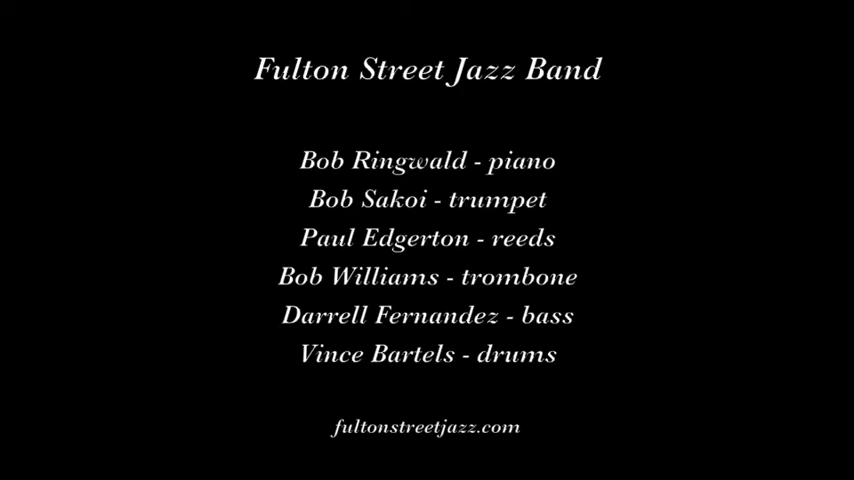 Fulton Street Jazz Band
Bob Ringwald - piano
Bob Sakoi - trumpet
Paul Edgerton - reeds
Bob Williams - trombone
Darrell Fernandez - bass
Vince Bartels - drums
fultonstreetjazz.com